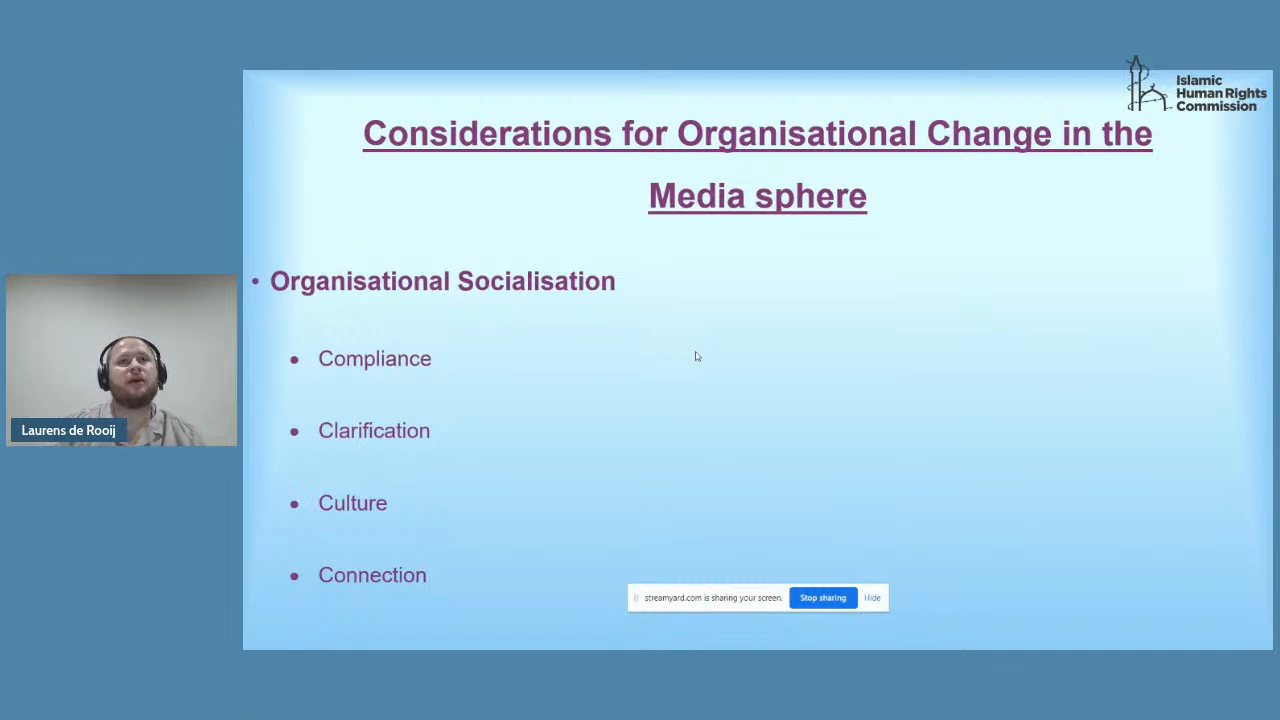 Islamic
Human Rights
Commission
Considerations for Organisational Change in the
Media sphere
• Organisational Socialisation
• Compliance
• Clarification
• Culture
• Connection
Laurens de Rooij
streamyard.com is sharing your screen. Stop sharing Hide